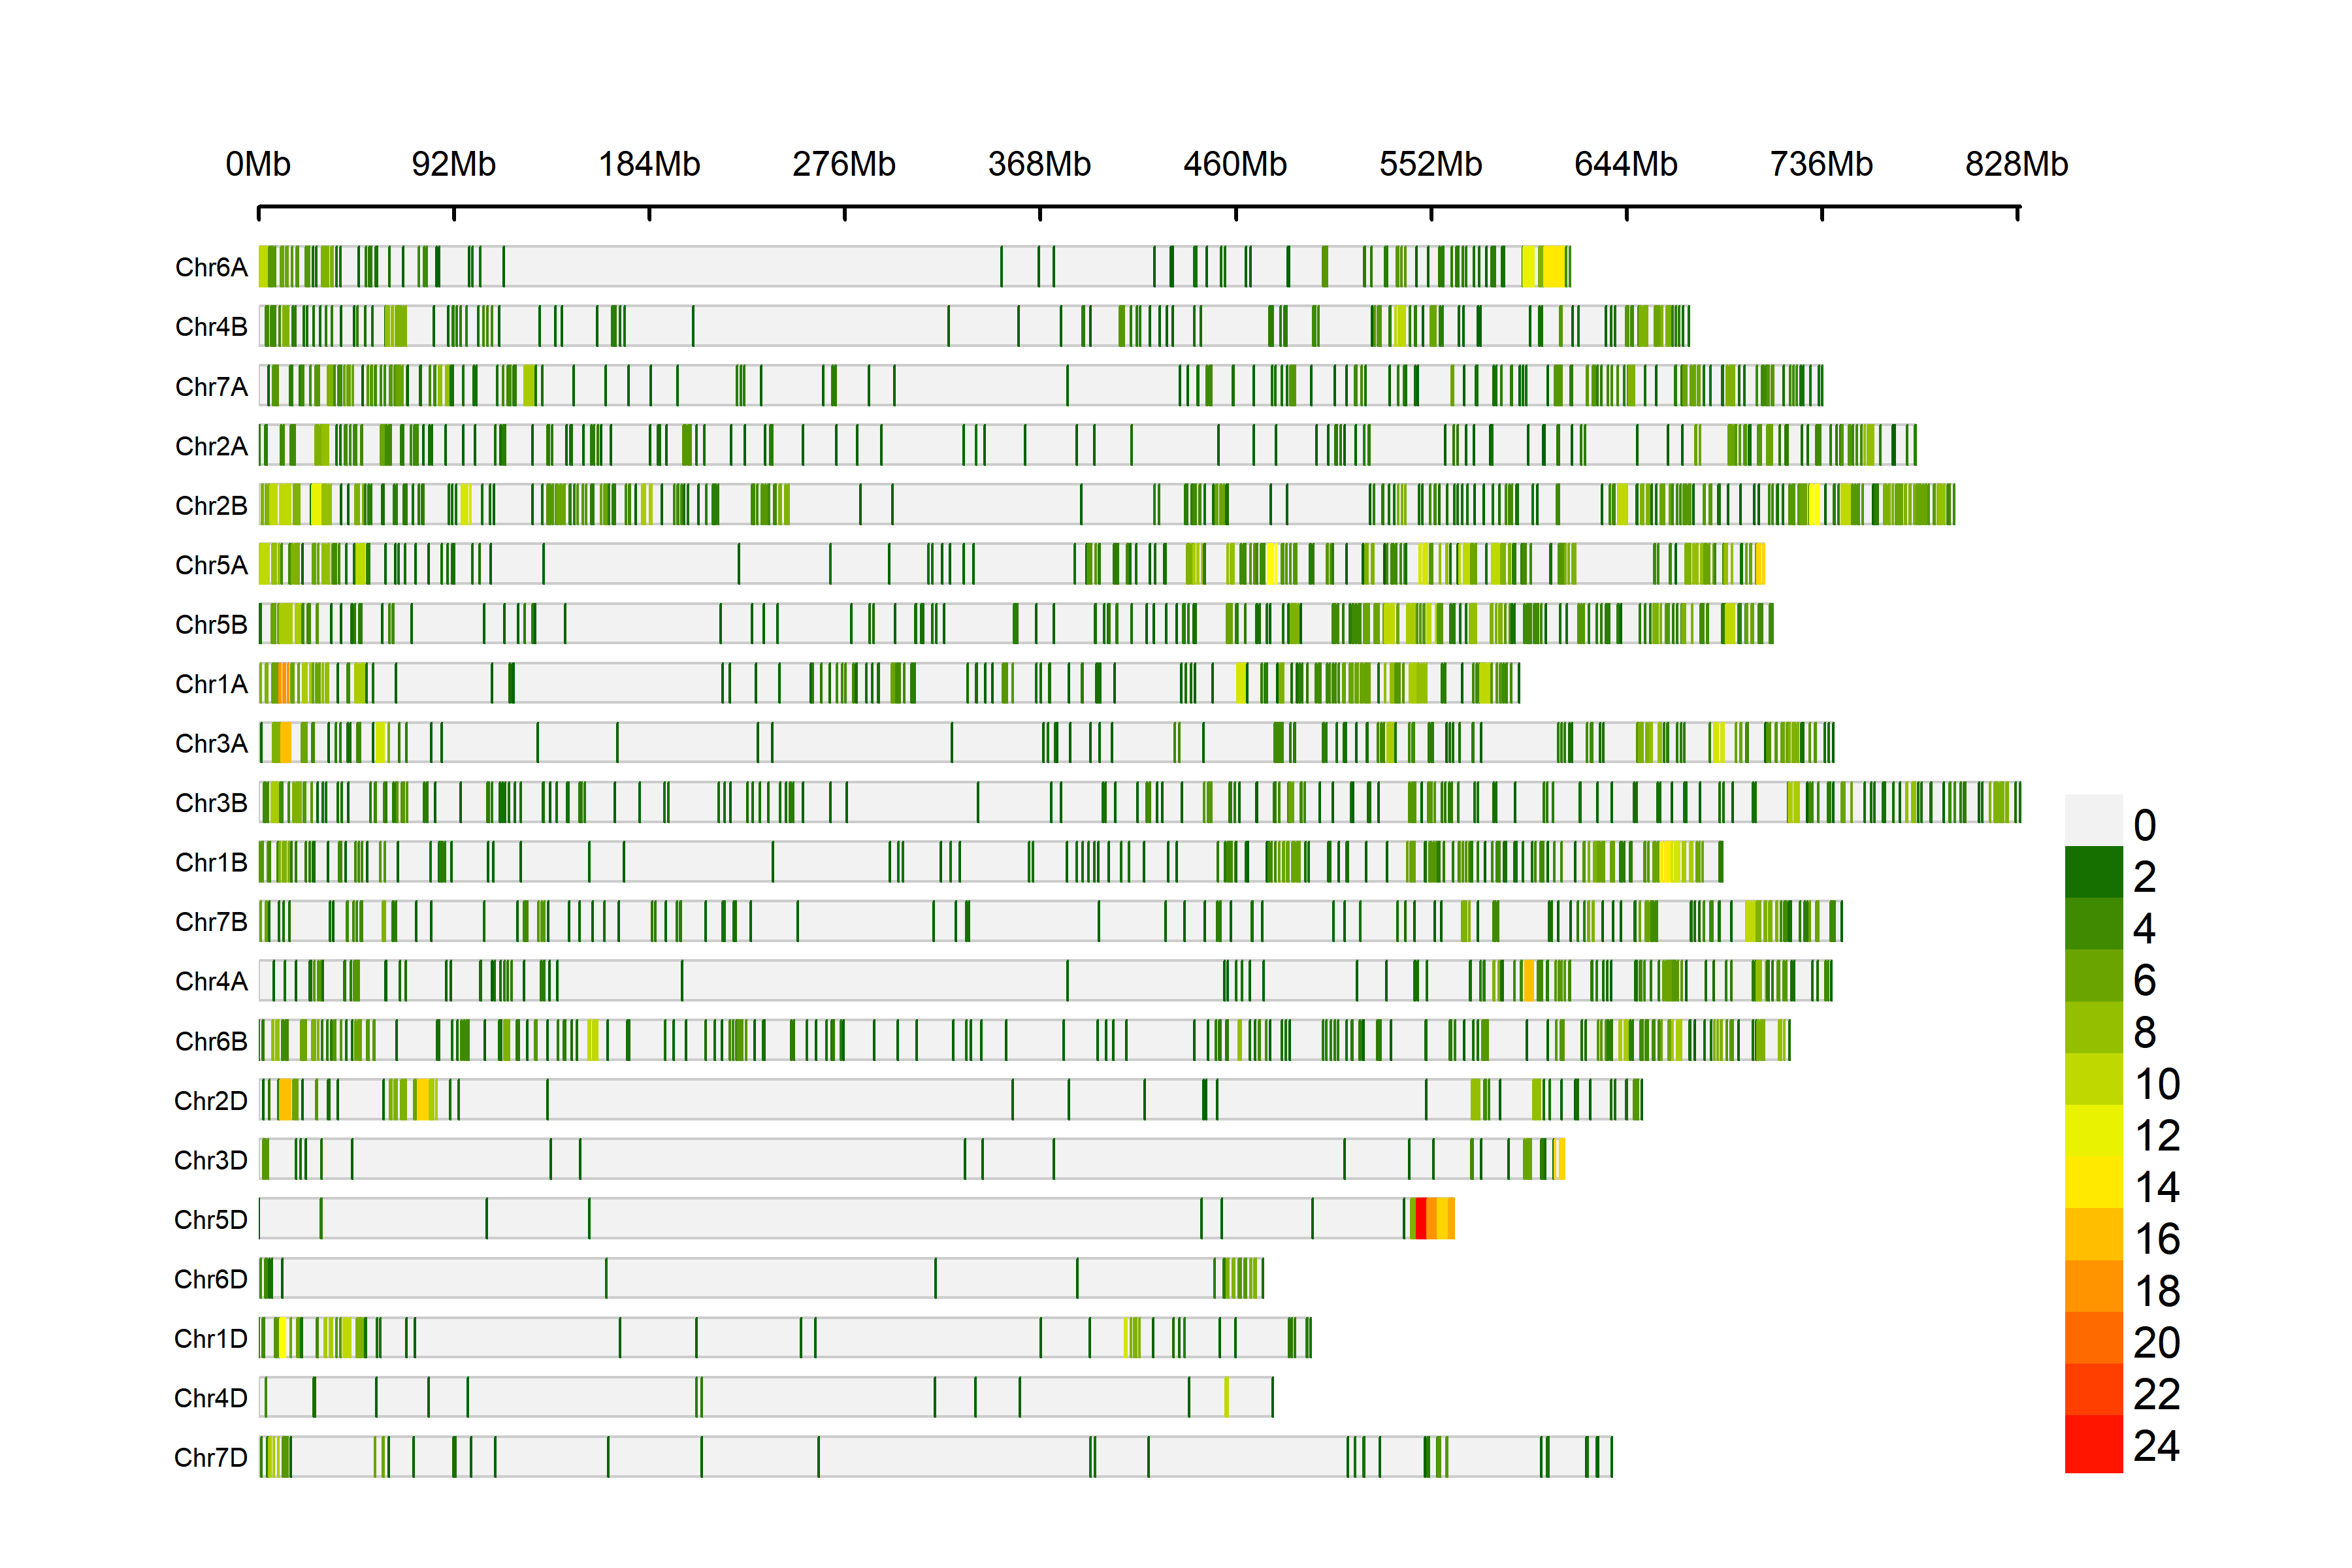 0Mb 92Mb 184Mb 276Mb 368Mb 460Mb 552Mb 644Mb 736Mb 828Mb
Chr6A
Chr4B
Chr7A
Chr2A
Chr2B
Chr5A
Chr5B
Chr1A
Chr3A
Chr3B
Chr1B
Chr7B
Chr4A
Chr6B
Chr2D
Chr3D
Chr5D
Chr6D
Chr1D
Chr4D
Chr7D
0
2
4
6
8
10
12
14
16
18
20
22
24